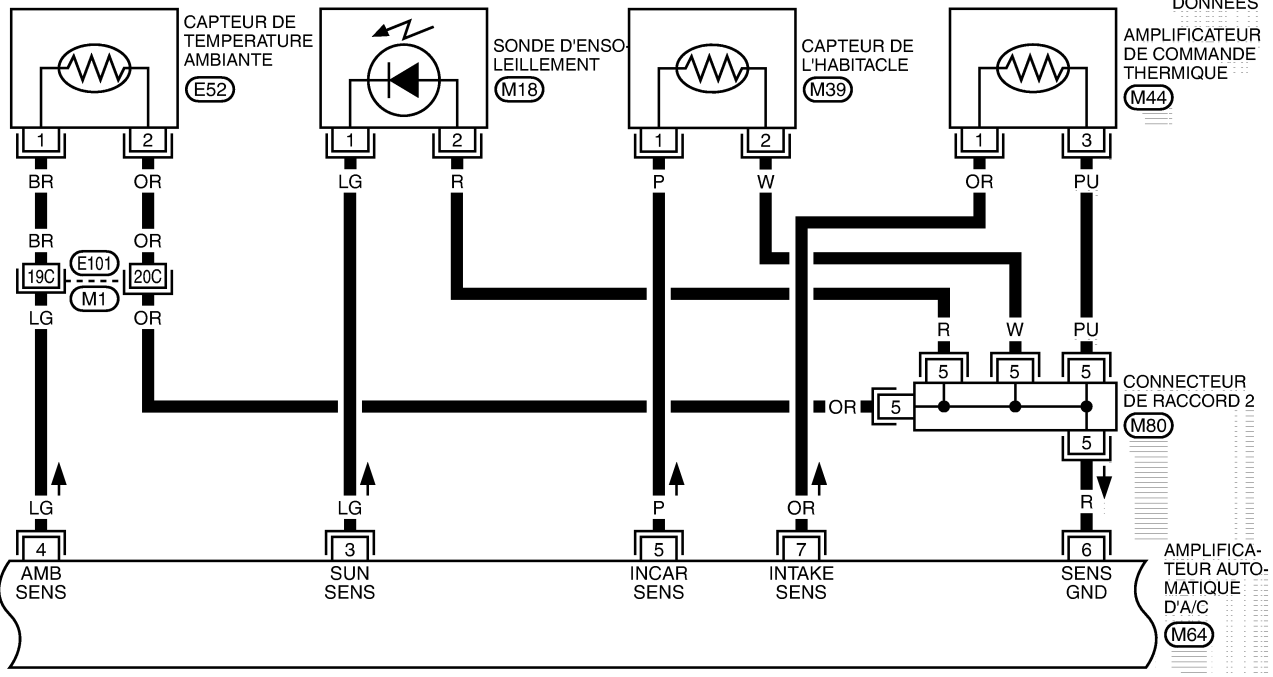 DONNÉES
CAPTEUR DE
TEMPERATURE
AMBIANTE
E52
SONDE D'ENSO-
LEILLEMENT
M18
CAPTEUR DE
L'HABITACLE
M39
AMPLIFICATEUR
DE COMMANDE
THERMIQUE
M44
1 2 1 2 1 2 1 3
BR OR LG R P W OR PU
BR OR
19C E101 20C
M1
LG OR
R W PU
5 5 5
CONNECTEUR
DE RACCORD 2
M80
OR 5
5
LG LG P OR R
4 3 5 7 6
AMB
SENS
SUN
SENS
INCAR
SENS
INTAKE
SENS
SENS
GND
AMPLIFICA-
TEUR AUTO-
MATIQUE
D'A/C
M64